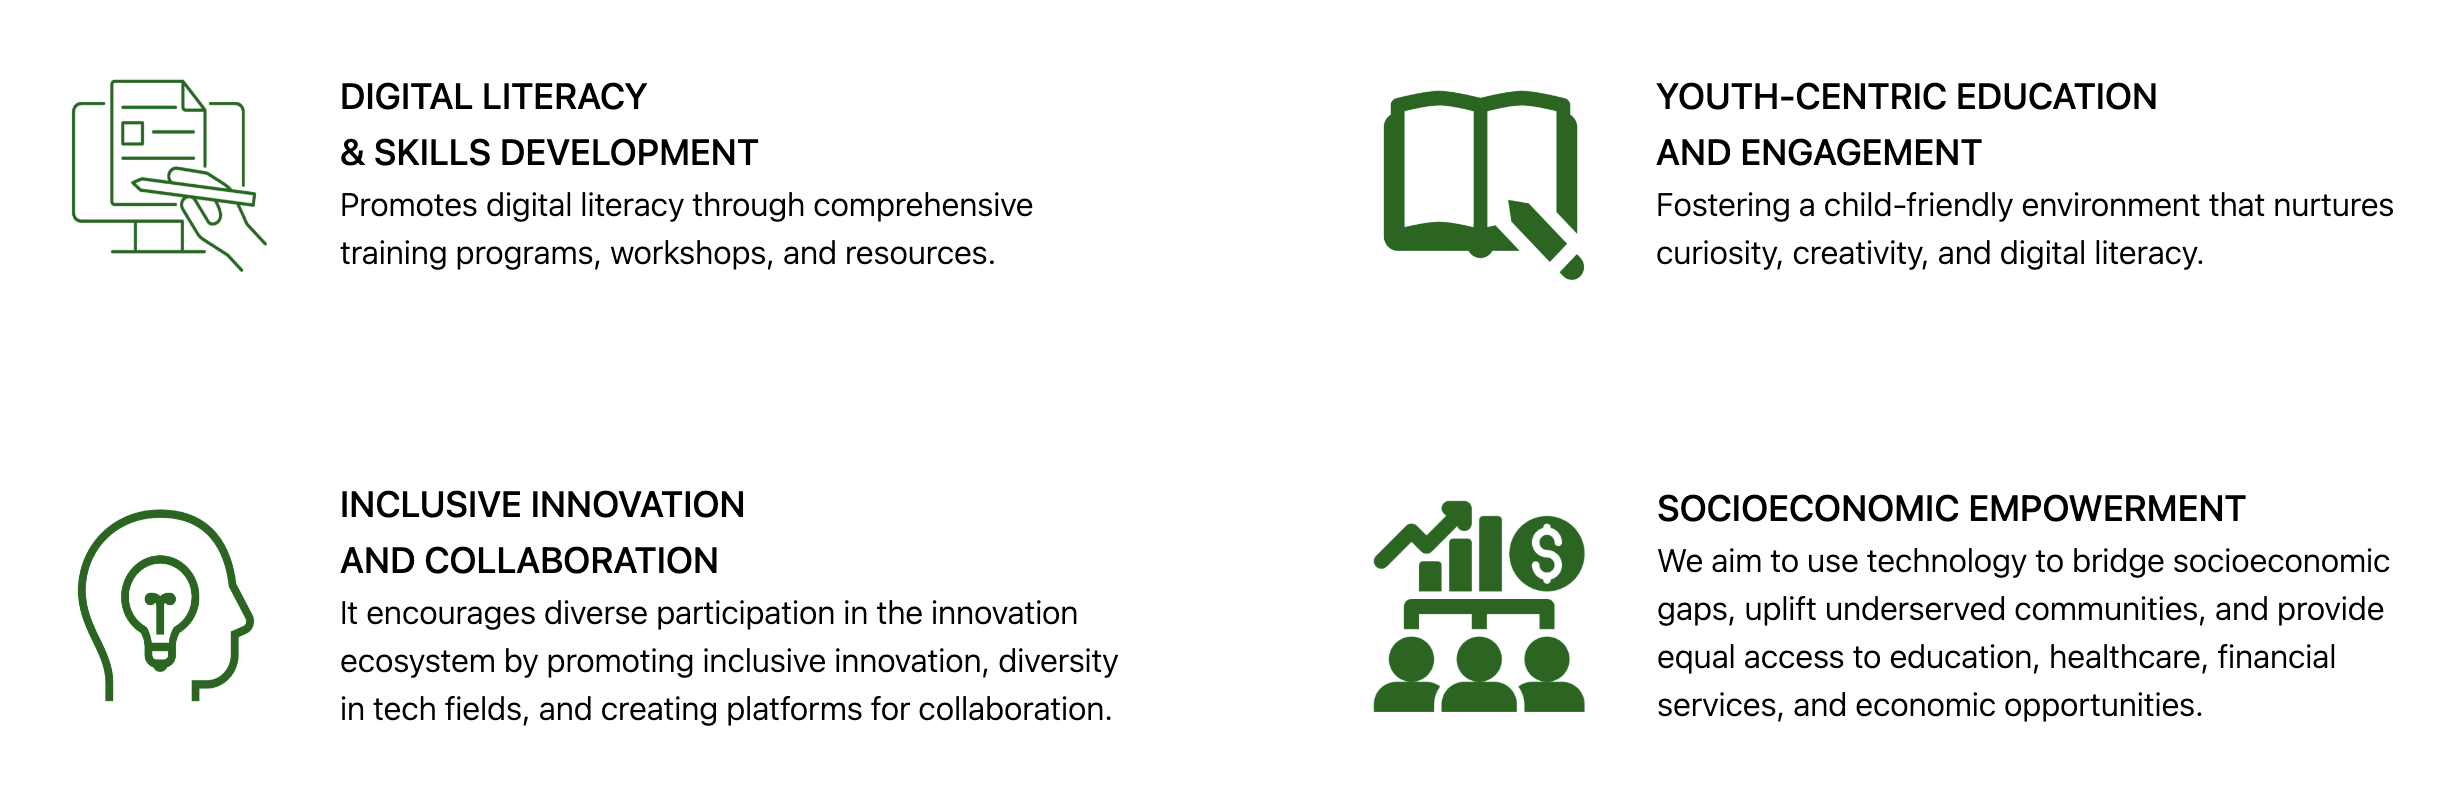 DIGITAL LITERACY
& SKILLS DEVELOPMENT
Promotes digital literacy through comprehensive
training programs, workshops, and resources.
YOUTH-CENTRIC EDUCATION
AND ENGAGEMENT
Fostering a child-friendly environment that nurtures
curiosity, creativity, and digital literacy.
INCLUSIVE INNOVATION
AND COLLABORATION
It encourages diverse participation in the innovation
ecosystem by promoting inclusive innovation, diversity
in tech fields, and creating platforms for collaboration.
$
SOCIOECONOMIC EMPOWERMENT
We aim to use technology to bridge socioeconomic
gaps, uplift underserved communities, and provide
equal access to education, healthcare, financial
services, and economic opportunities.